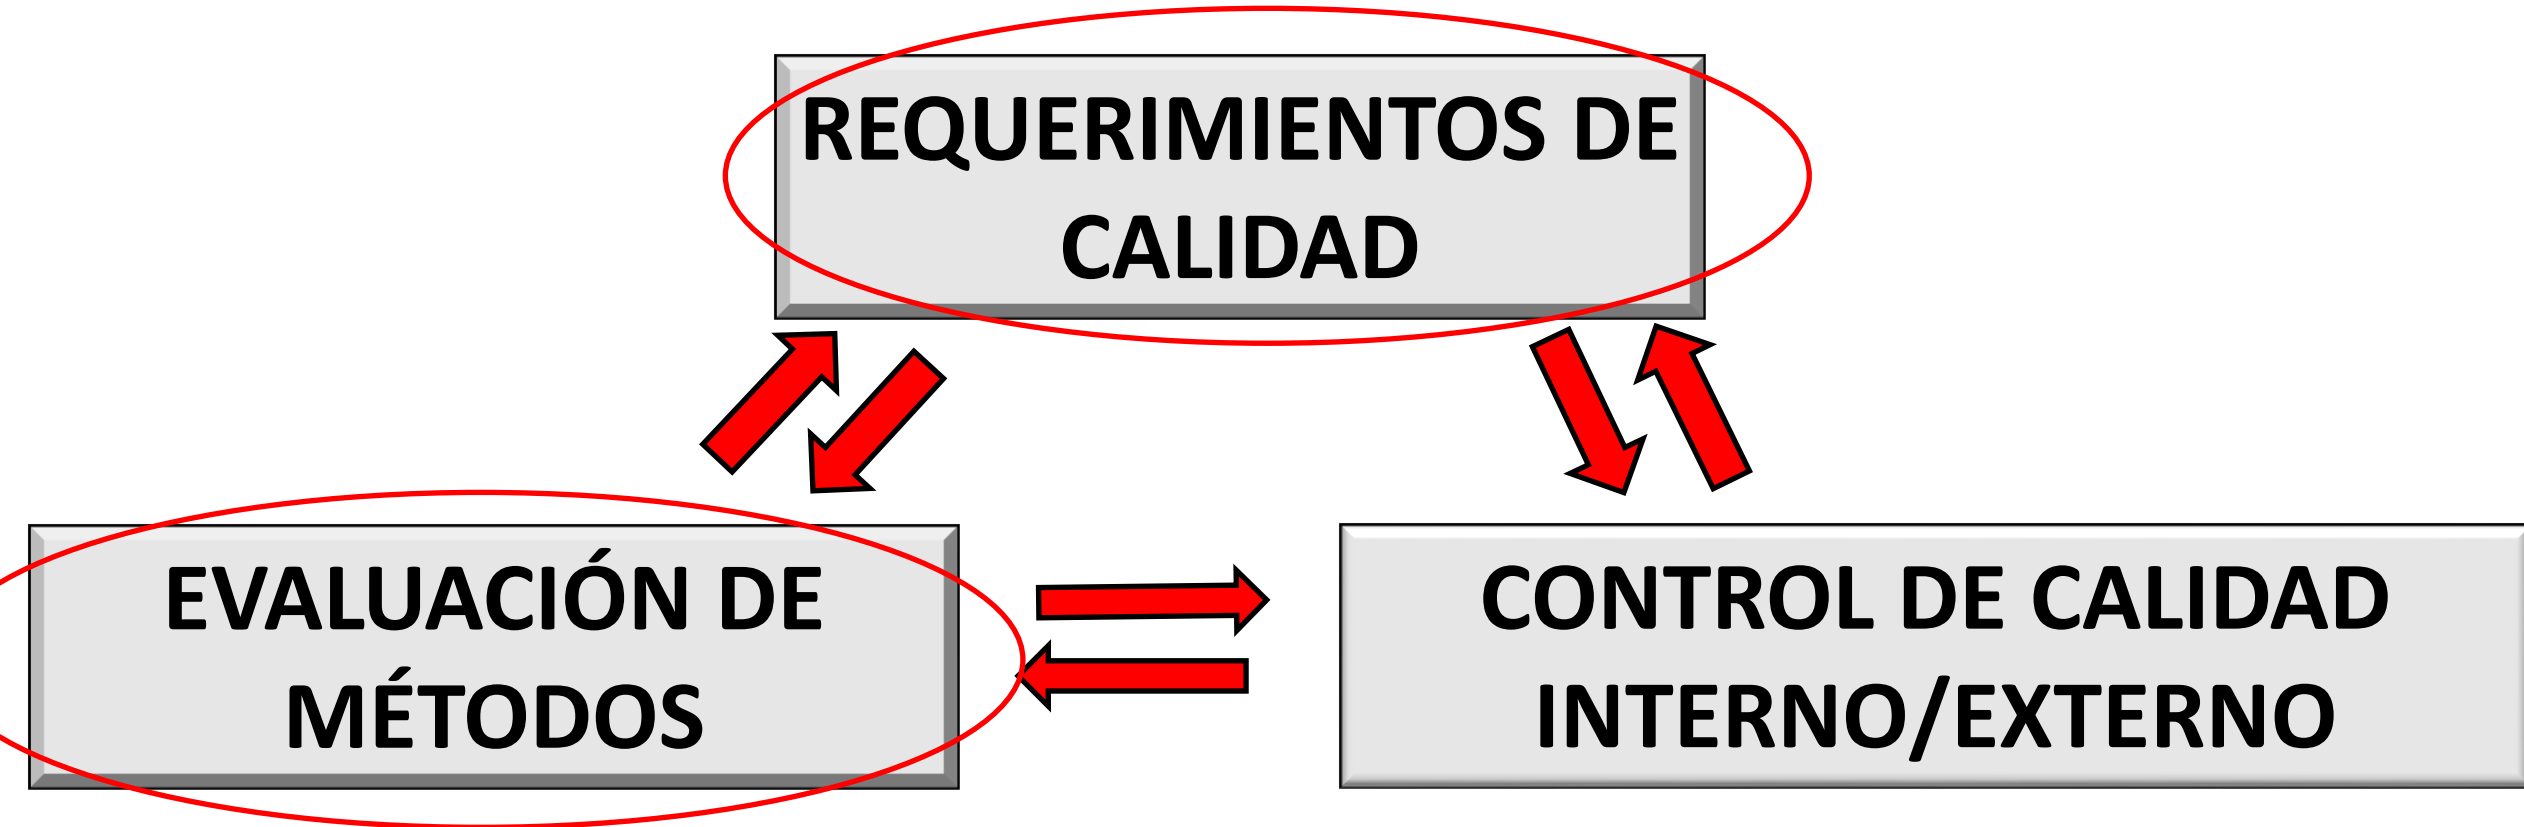 REQUERIMIENTOS DE
CALIDAD
EVALUACIÓN DE
MÉTODOS
CONTROL DE CALIDAD
INTERNO/EXTERNO